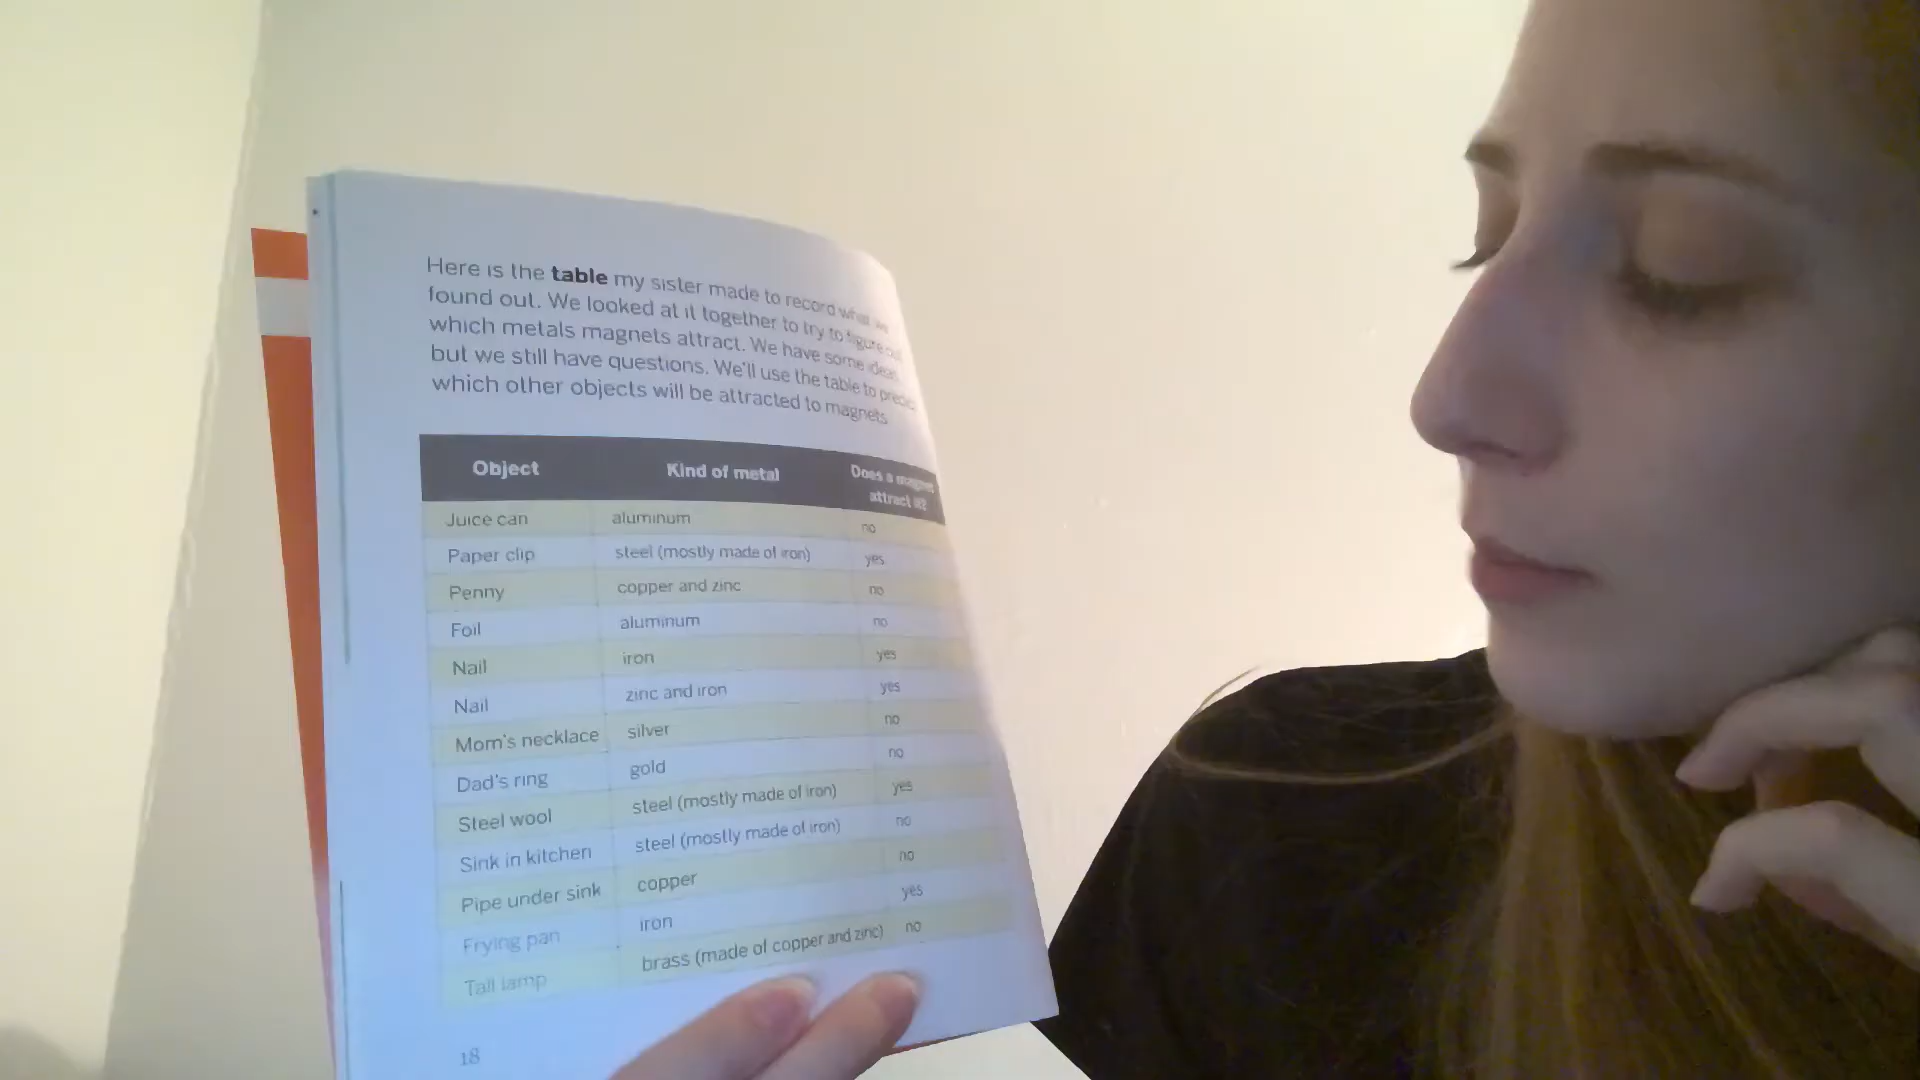 Here is the table my sister made to record what we
found out. We looked at it together to try to figure out
which metals magnets attract. We have some ideas,
but we still have questions. We'll use the table to predict
which other objects will be attracted to magnets.
Object Kind of metal Does a magnet attract it?
Juice can aluminum no
Paper clip steel (mostly made of iron) yes
Penny copper and zinc no
Foil aluminum no
Nail iron yes
Nail zinc and iron yes
Mom's necklace silver no
Dad's ring gold no
Steel wool steel (mostly made of iron) yes
Sink in kitchen steel (mostly made of iron) no
Pipe under sink copper no
Frying pan iron yes
Tall lamp brass (made of copper and zinc) no
18